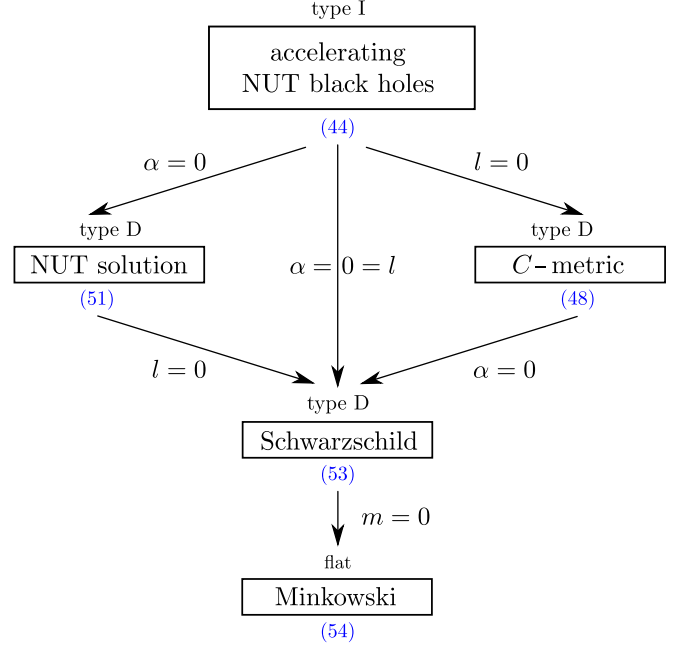 type I
accelerating
NUT black holes
(44)
α = 0
l = 0
type D
type D
NUT solution
α = 0 = l
C – metric
(51)
(48)
l = 0
α = 0
type D
Schwarzschild
(53)
m = 0
flat
Minkowski
(54)